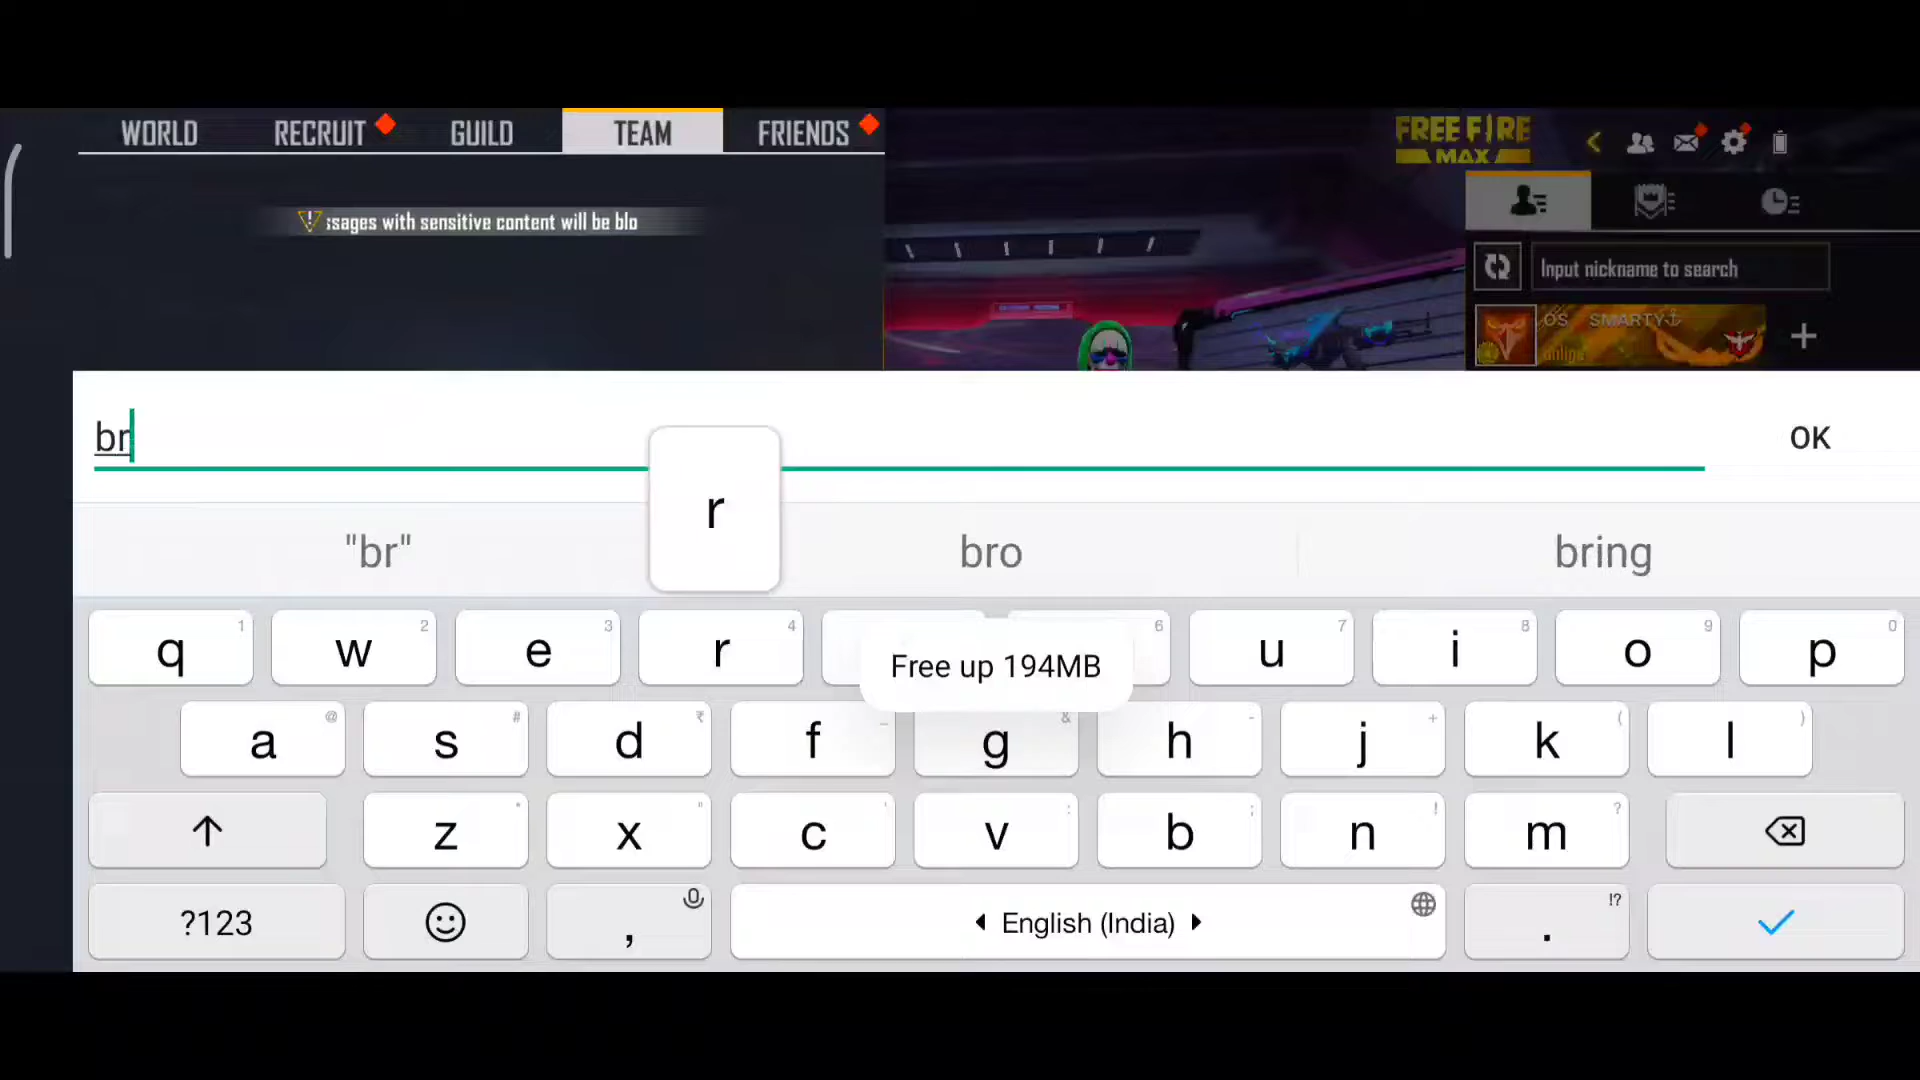 WORLD RECRUIT GUILD TEAM FRIENDS
FREE FIRE
MAX
ssages with sensitive content will be blo
Input nickname to search
OS SMARTY⚓
br
OK
r
"br" bro bring
q 1 w 2 e 3 r 4 6 u 7 i 8 o 9 p 0
Free up 194MB
a @ s # d ₹ f _ g & h - j + k ( l )
z * x " c ' v : b ; n ! m ?
?123 , English (India) . !?